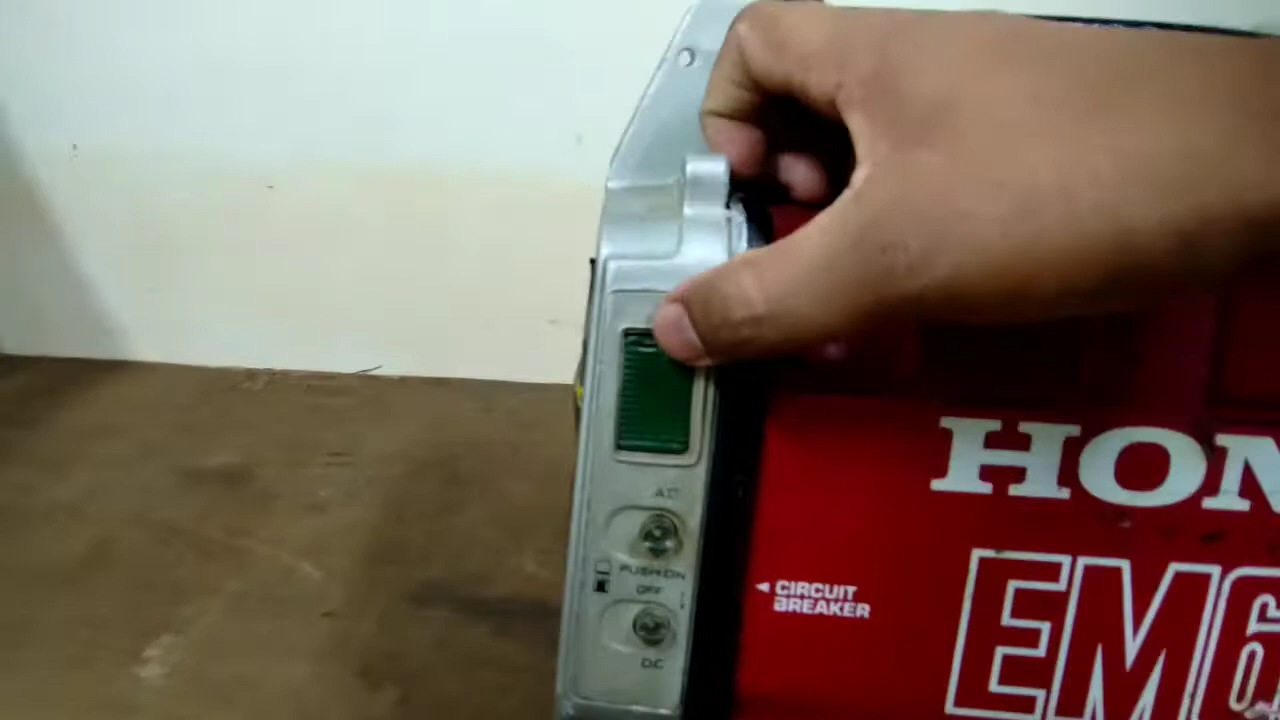 HON
EM6
AC
PUSH-ON
OFF
CIRCUIT
BREAKER
DC